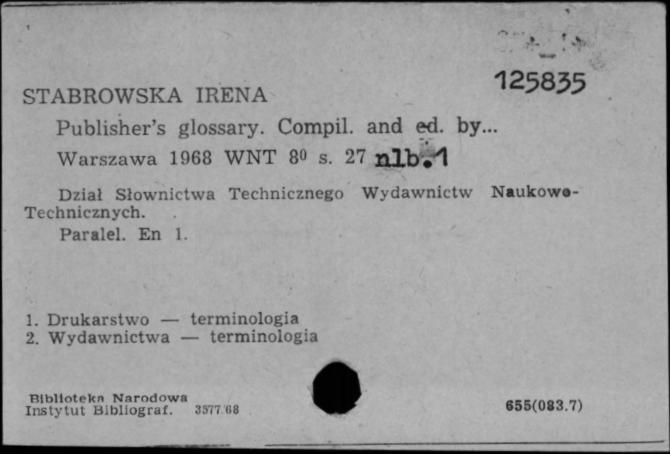 125835
STABROWSKA IRENA
Publisher's glossary. Compil. and ed. by...
Warszawa 1968 WNT 8⁰ s. 27 nlb. 1
Dział Słownictwa Technicznego Wydawnictw Naukowo-
Technicznych.
Paralel. En 1.
1. Drukarstwo — terminologia
2. Wydawnictwa — terminologia
Biblioteka Narodowa
Instytut Bibliograf. 3577/68
655(083.7)